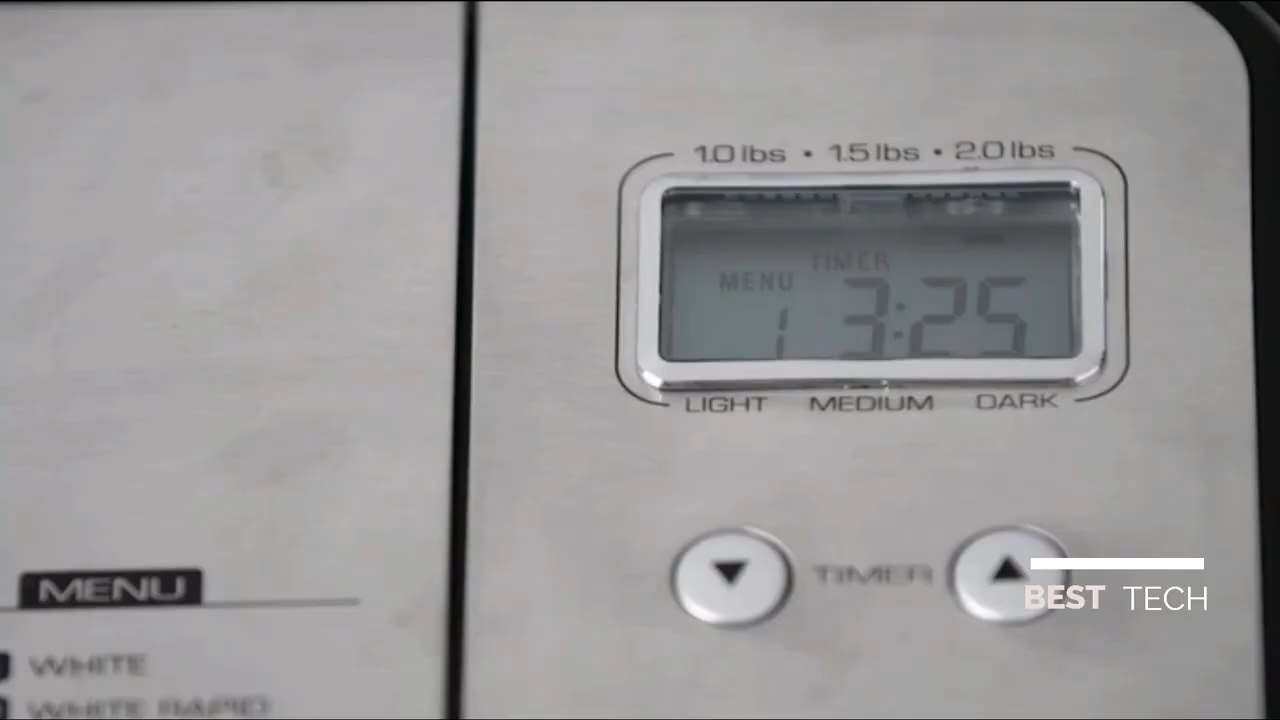 1.0 lbs • 1.5 lbs • 2.0 lbs
TIMER
MENU
1 3:25
LIGHT MEDIUM DARK
TIMER
MENU
WHITE
WHITE RAPID
BEST TECH